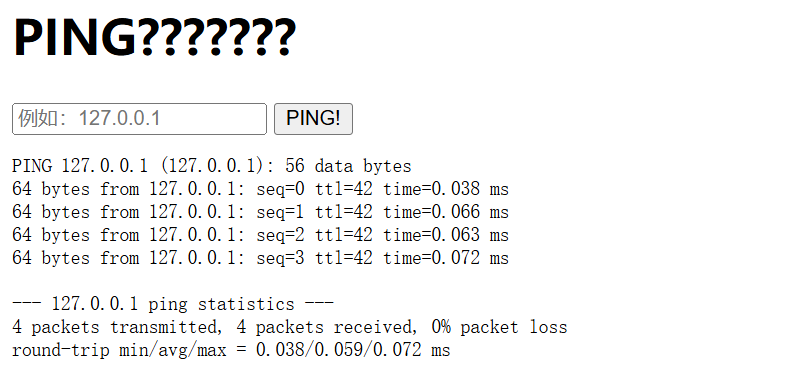 PING???????
例如：127.0.0.1 PING!
PING 127.0.0.1 (127.0.0.1): 56 data bytes
64 bytes from 127.0.0.1: seq=0 ttl=42 time=0.038 ms
64 bytes from 127.0.0.1: seq=1 ttl=42 time=0.066 ms
64 bytes from 127.0.0.1: seq=2 ttl=42 time=0.063 ms
64 bytes from 127.0.0.1: seq=3 ttl=42 time=0.072 ms
--- 127.0.0.1 ping statistics ---
4 packets transmitted, 4 packets received, 0% packet loss
round-trip min/avg/max = 0.038/0.059/0.072 ms